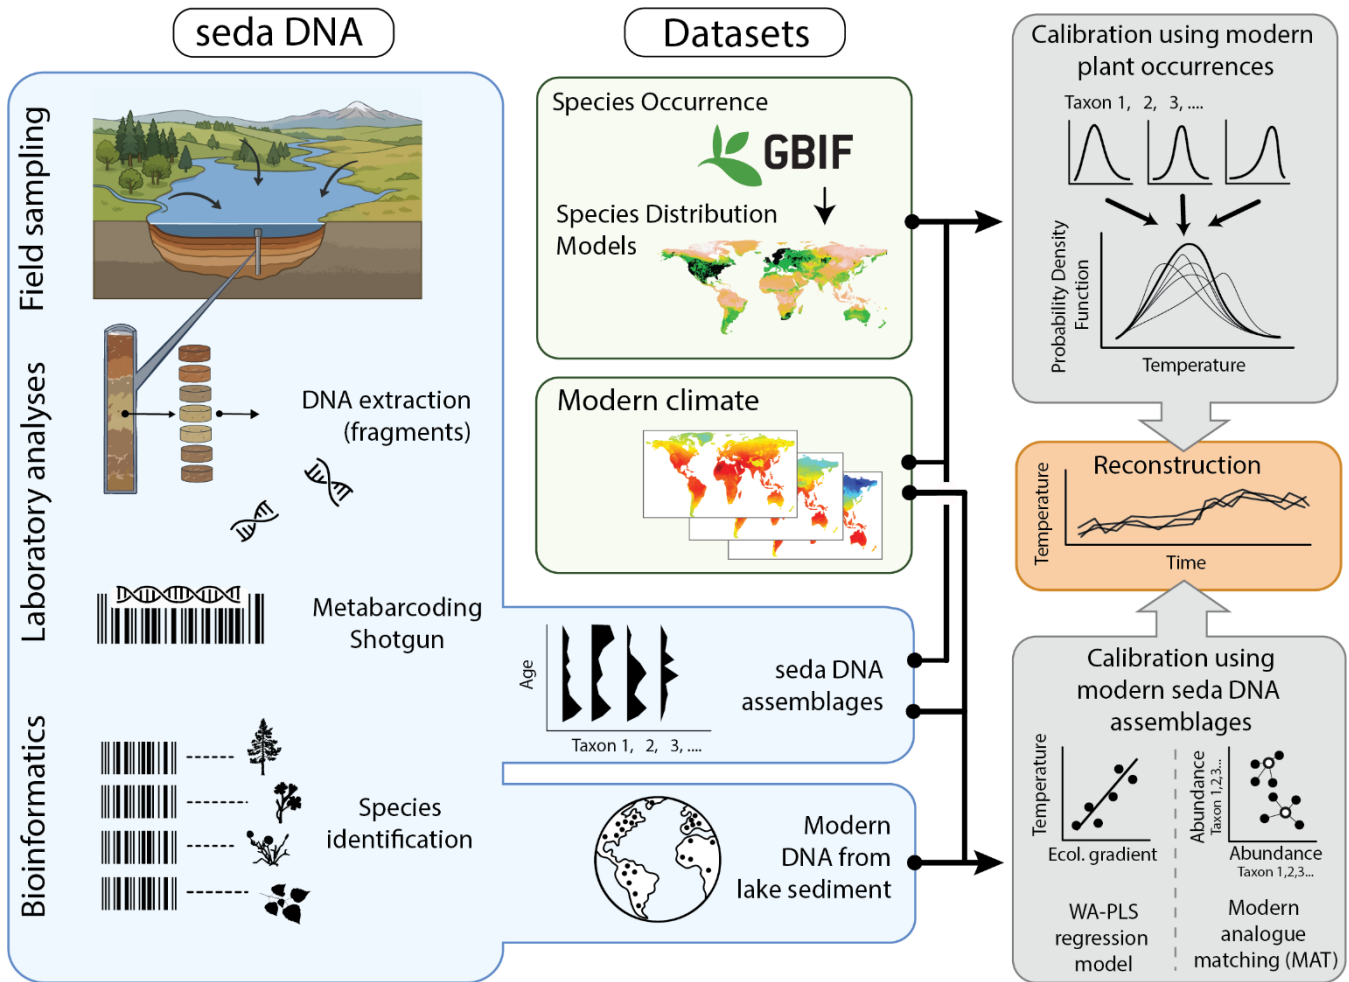 seda DNA
Field sampling
Laboratory analyses
DNA extraction
(fragments)
Metabarcoding
Shotgun
Bioinformatics
Species
identification
Datasets
Species Occurrence
GBIF
Species Distribution
Models
Modern climate
Age
Taxon 1, 2, 3, ....
seda DNA
assemblages
Modern
DNA from
lake sediment
Calibration using modern
plant occurrences
Taxon 1, 2, 3, ....
Probability Density
Function
Temperature
Reconstruction
Temperature
Time
Calibration using
modern seda DNA
assemblages
Temperature
Ecol. gradient
WA-PLS
regression
model
Abundance
Taxon 1,2,3...
Abundance
Taxon 1,2,3...
Modern
analogue
matching (MAT)